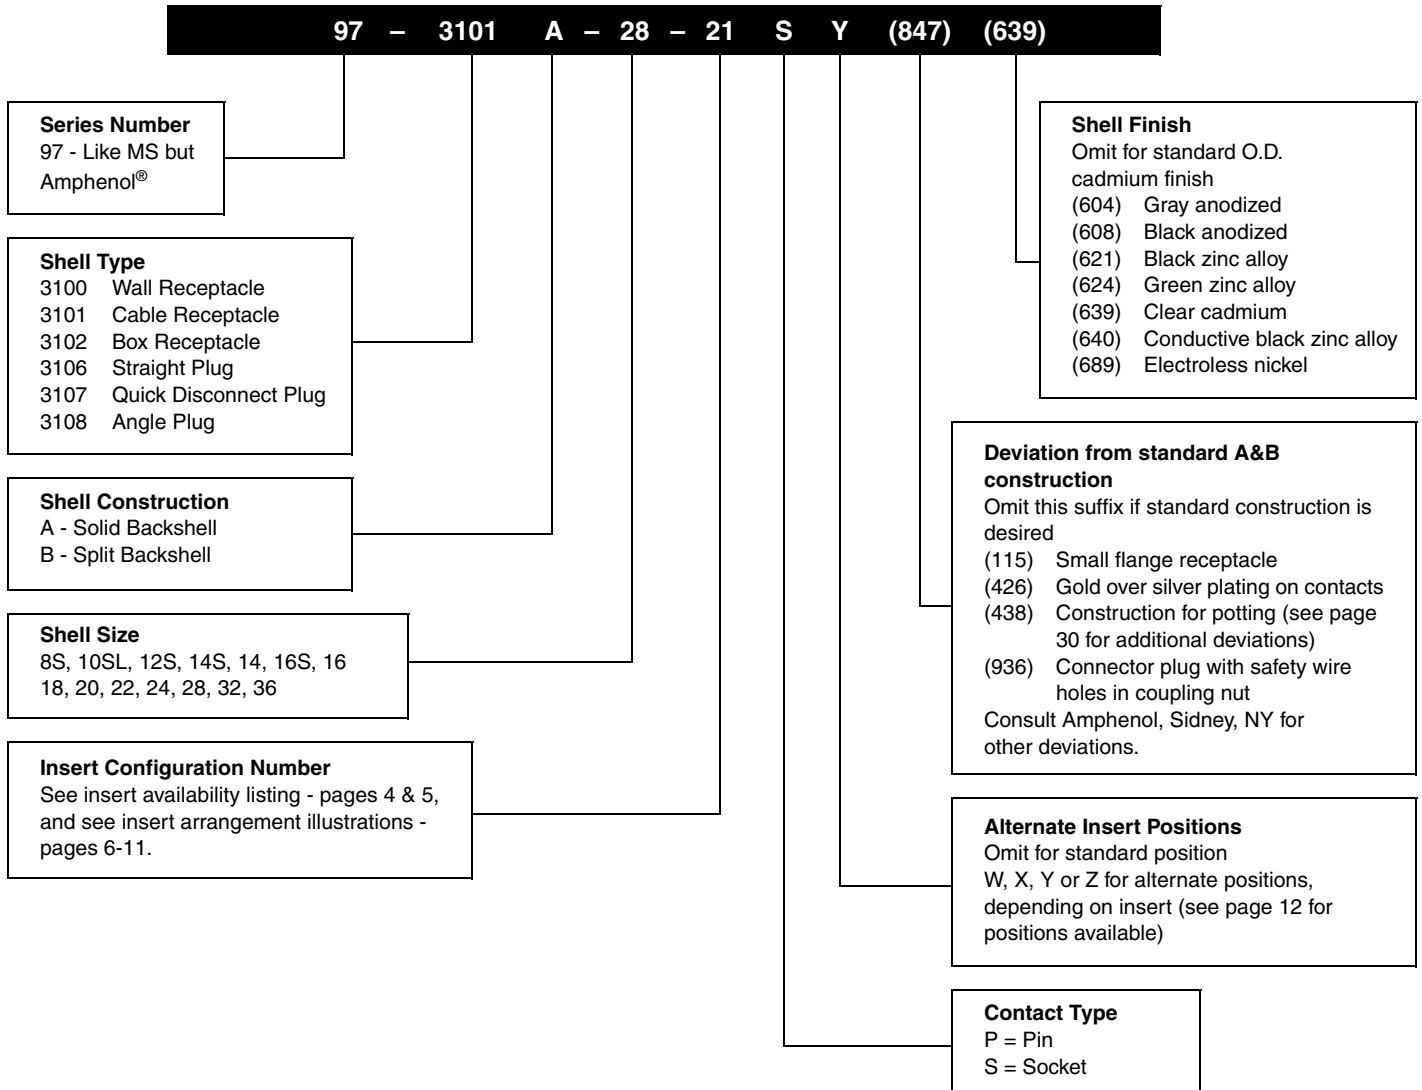 97 – 3101 A – 28 – 21 S Y (847) (639)
Series Number
97 - Like MS but
Amphenol®
Shell Type
3100 Wall Receptacle
3101 Cable Receptacle
3102 Box Receptacle
3106 Straight Plug
3107 Quick Disconnect Plug
3108 Angle Plug
Shell Construction
A - Solid Backshell
B - Split Backshell
Shell Size
8S, 10SL, 12S, 14S, 14, 16S, 16
18, 20, 22, 24, 28, 32, 36
Insert Configuration Number
See insert availability listing - pages 4 & 5,
and see insert arrangement illustrations -
pages 6-11.
Shell Finish
Omit for standard O.D.
cadmium finish
(604) Gray anodized
(608) Black anodized
(621) Black zinc alloy
(624) Green zinc alloy
(639) Clear cadmium
(640) Conductive black zinc alloy
(689) Electroless nickel
Deviation from standard A&B
construction
Omit this suffix if standard construction is
desired
(115) Small flange receptacle
(426) Gold over silver plating on contacts
(438) Construction for potting (see page
30 for additional deviations)
(936) Connector plug with safety wire
holes in coupling nut
Consult Amphenol, Sidney, NY for
other deviations.
Alternate Insert Positions
Omit for standard position
W, X, Y or Z for alternate positions,
depending on insert (see page 12 for
positions available)
Contact Type
P = Pin
S = Socket